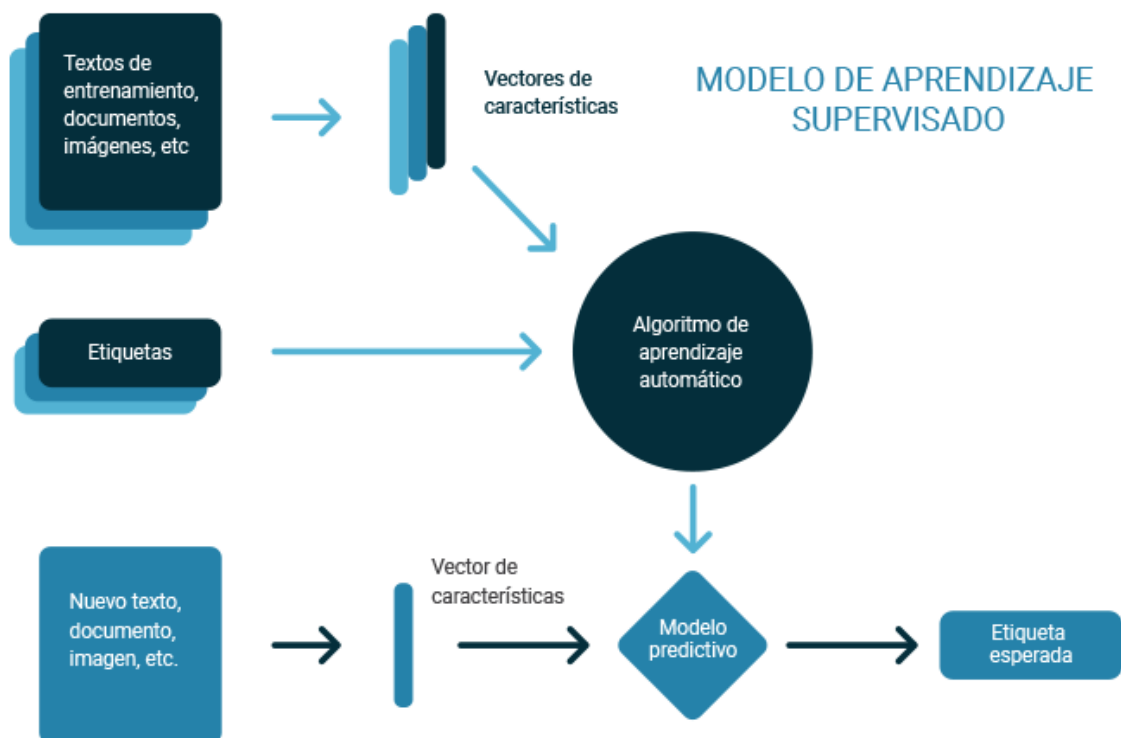 Textos de
entrenamiento,
documentos,
imágenes, etc
Vectores de
characterísticas
MODELO DE APRENDIZAJE
SUPERVISADO
Etiquetas
Algoritmo de
aprendizaje
automático
Nuevo texto,
documento,
imagen, etc.
Vector de
características
Modelo
predictivo
Etiqueta
esperada